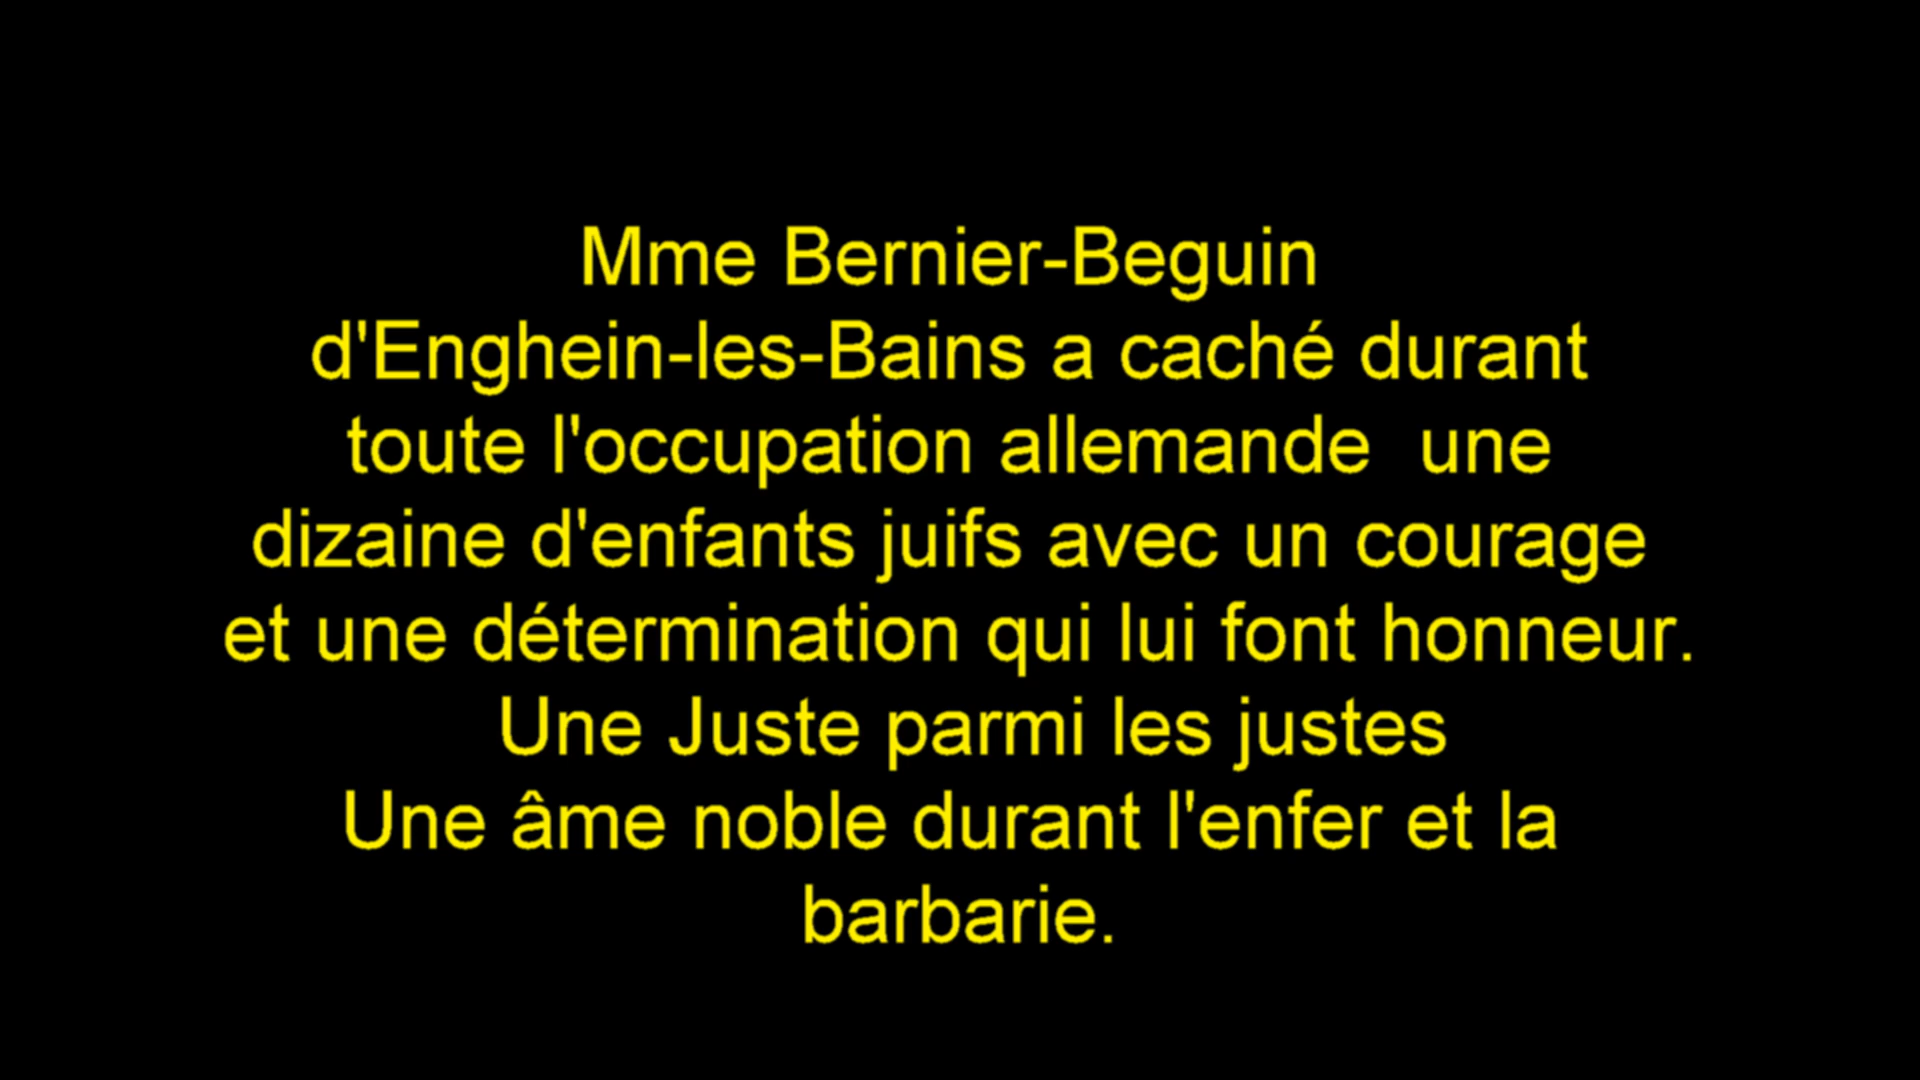 Mme Bernier-Beguin
d'Enghein-les-Bains a caché durant
toute l'occupation allemande  une
dizaine d'enfants juifs avec un courage
et une détermination qui lui font honneur.
Une Juste parmi les justes
Une âme noble durant l'enfer et la
barbarie.